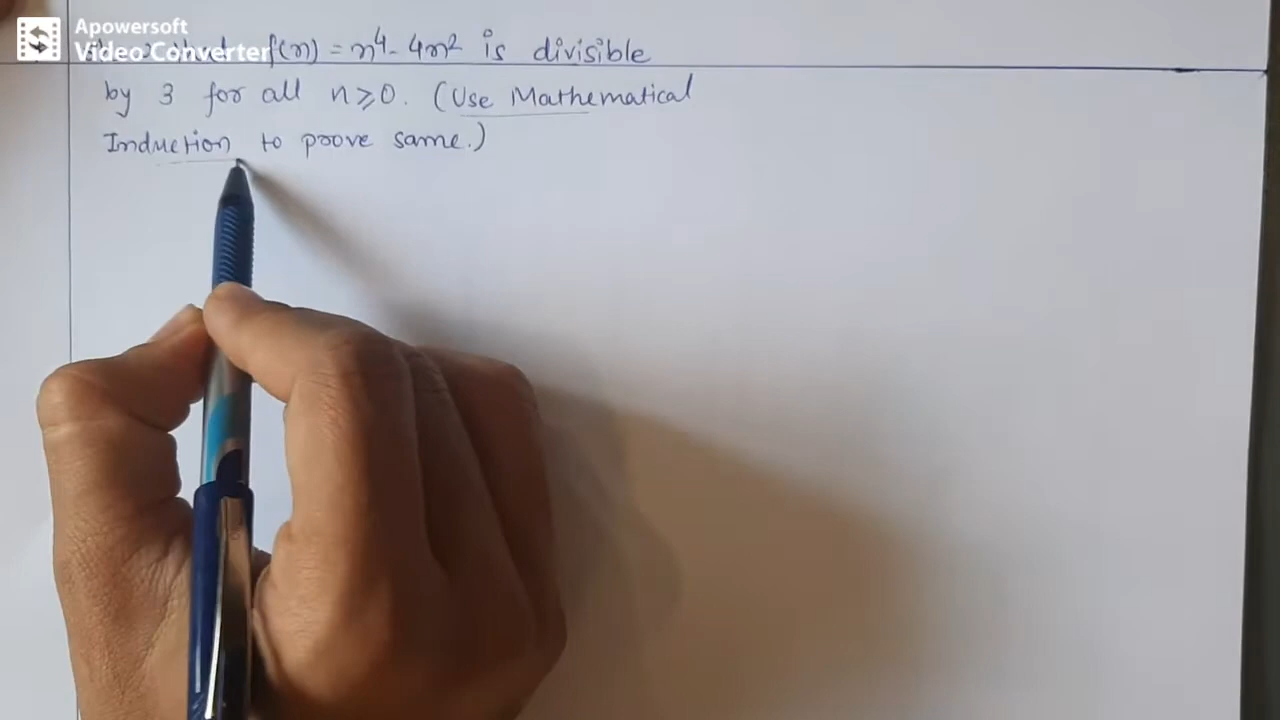 Apowersoft
Video Converter
f(n) = n⁴ - 4n² is divisible
by 3 for all n ≥ 0. (Use Mathematical
Induction to prove same.)